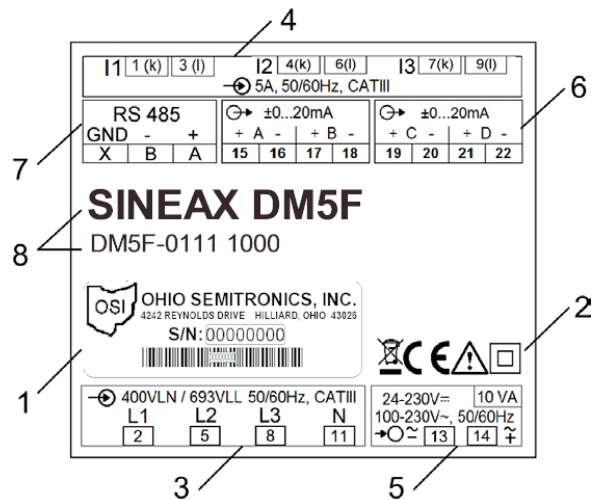 4
I1 1 (k) 3 (l) I2 4(k) 6(l) I3 7(k) 9(l)
5A, 50/60Hz, CATIII
6
7
RS 485
GND - +
X B A
±0...20mA
+ A - + B -
15 16 17 18
±0...20mA
+ C - + D -
19 20 21 22
8
SINEAX DM5F
DM5F-0111 1000
1
OSI
OHIO SEMITRONICS, INC.
4242 REYNOLDS DRIVE HILLIARD, OHIO 43026
S/N: 00000000
2
CE
400VLN / 693VLL 50/60Hz, CATIII
L1 L2 L3 N
2 5 8 11
24-230V⎓ 10 VA
100-230V~, 50/60Hz
13 14
3
5